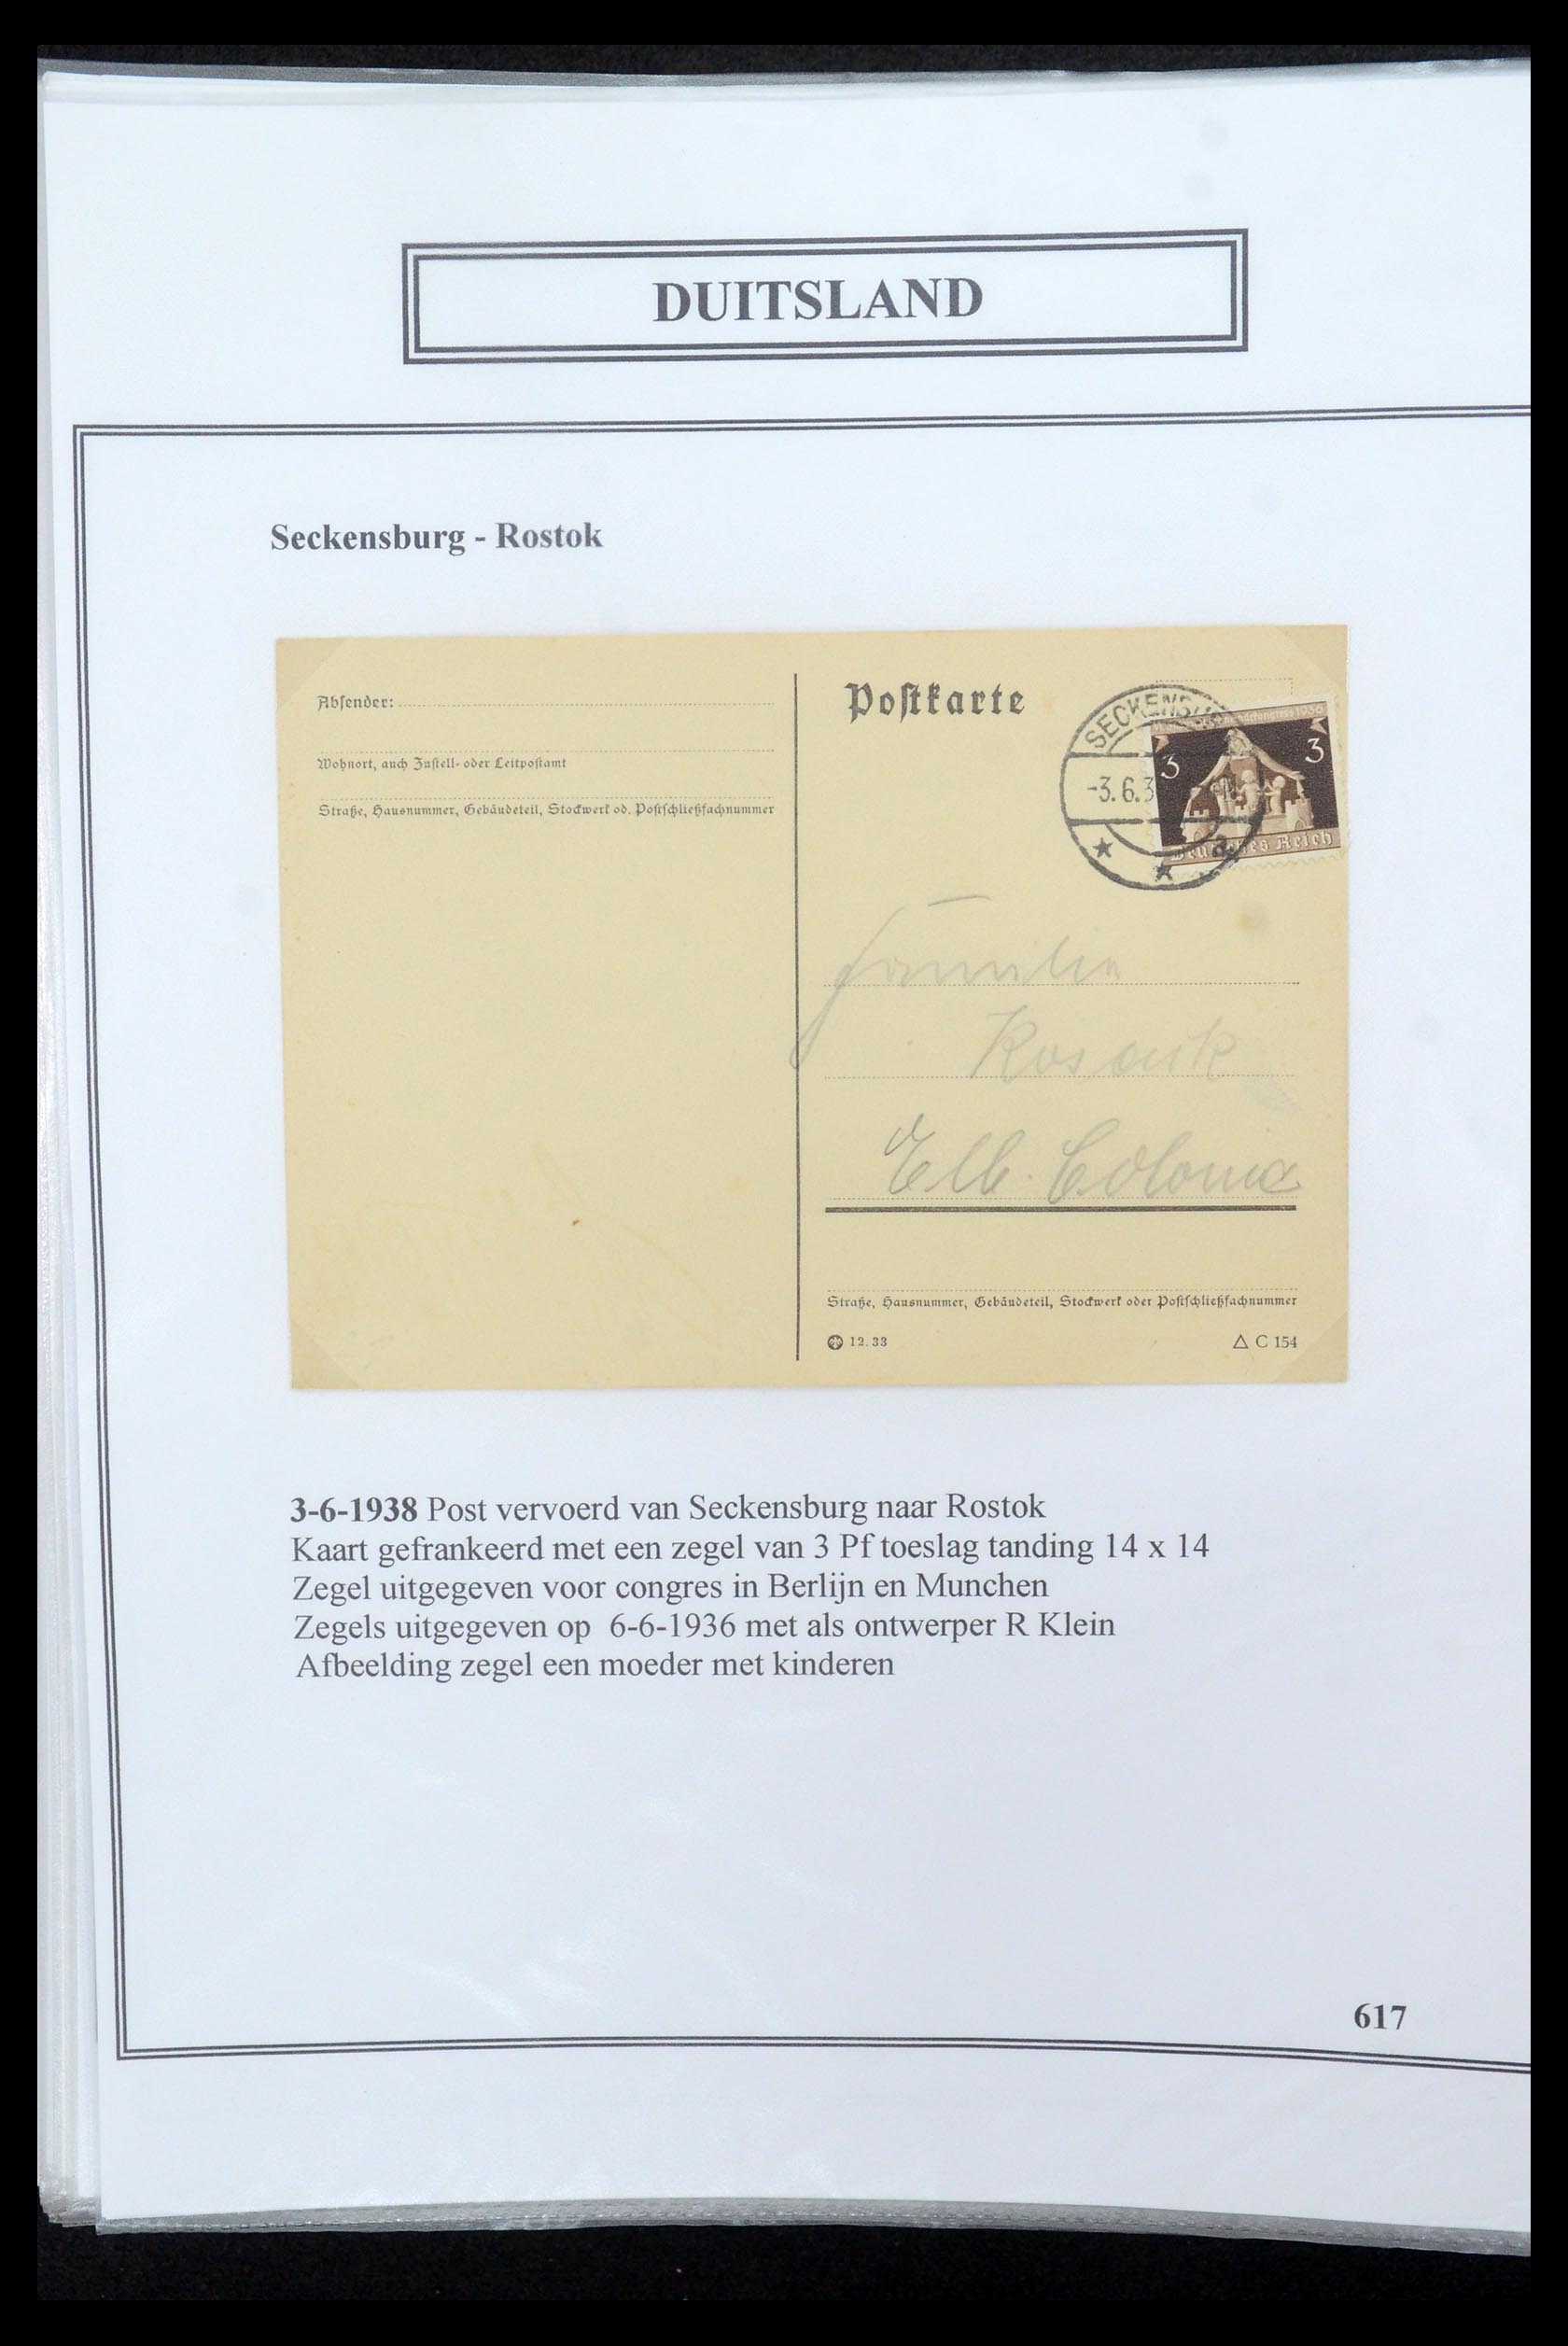 DUITSLAND
Seckensburg - Rostok
Absender:
Wohnort, auch Zustell- oder Leitpostamt
Straße, Hausnummer, Gebäudeteil, Stockwerk od. Postschließfachnummer
Postkarte
SECKENSBU
-3.6.3
3
3
Deutsches Reich
a
Familie
Elb. Colonie
Straße, Hausnummer, Gebäudeteil, Stockwerk oder Postschließfachnummer
12.33
△ C 154
3-6-1938 Post vervoerd van Seckensburg naar Rostok
Kaart gefrankeerd met een zegel van 3 Pf toeslag tanding 14 x 14
Zegel uitgegeven voor congres in Berlijn en Munchen
Zegels uitgegeven op 6-6-1936 met als ontwerper R Klein
Afbeelding zegel een moeder met kinderen
617